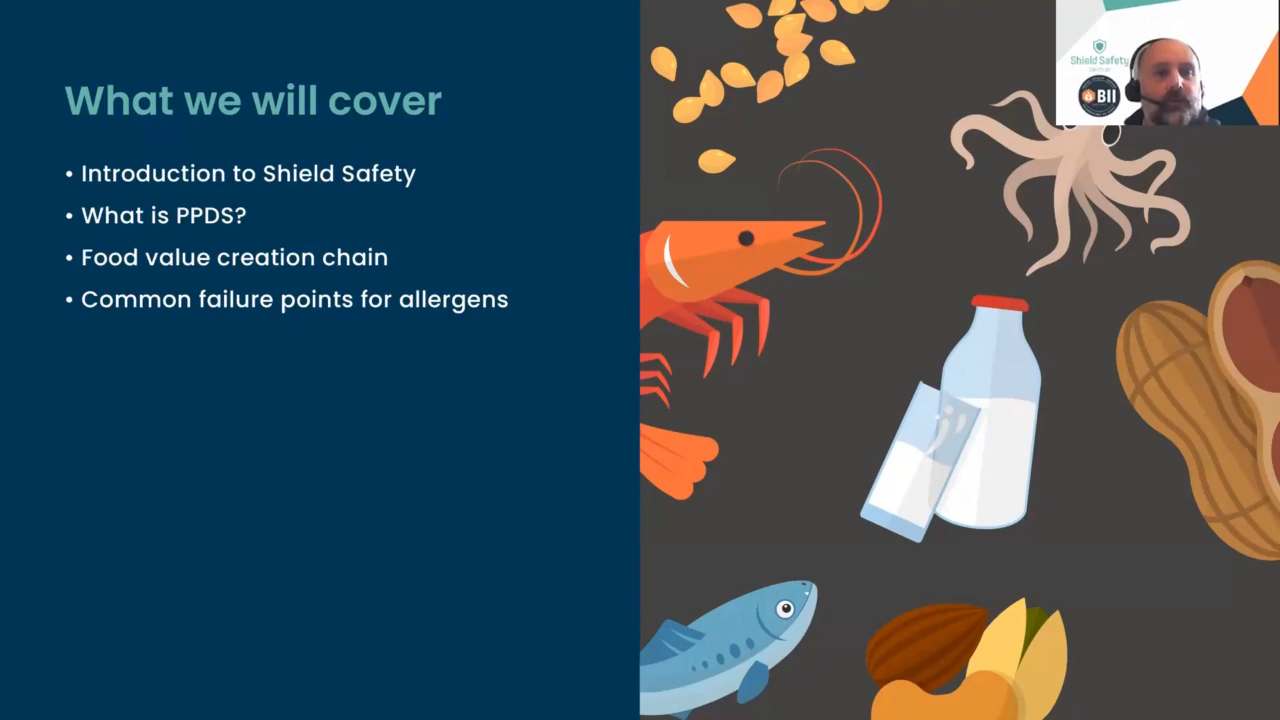 What we will cover
• Introduction to Shield Safety
• What is PPDS?
• Food value creation chain
• Common failure points for allergens
Shield Safety
BII